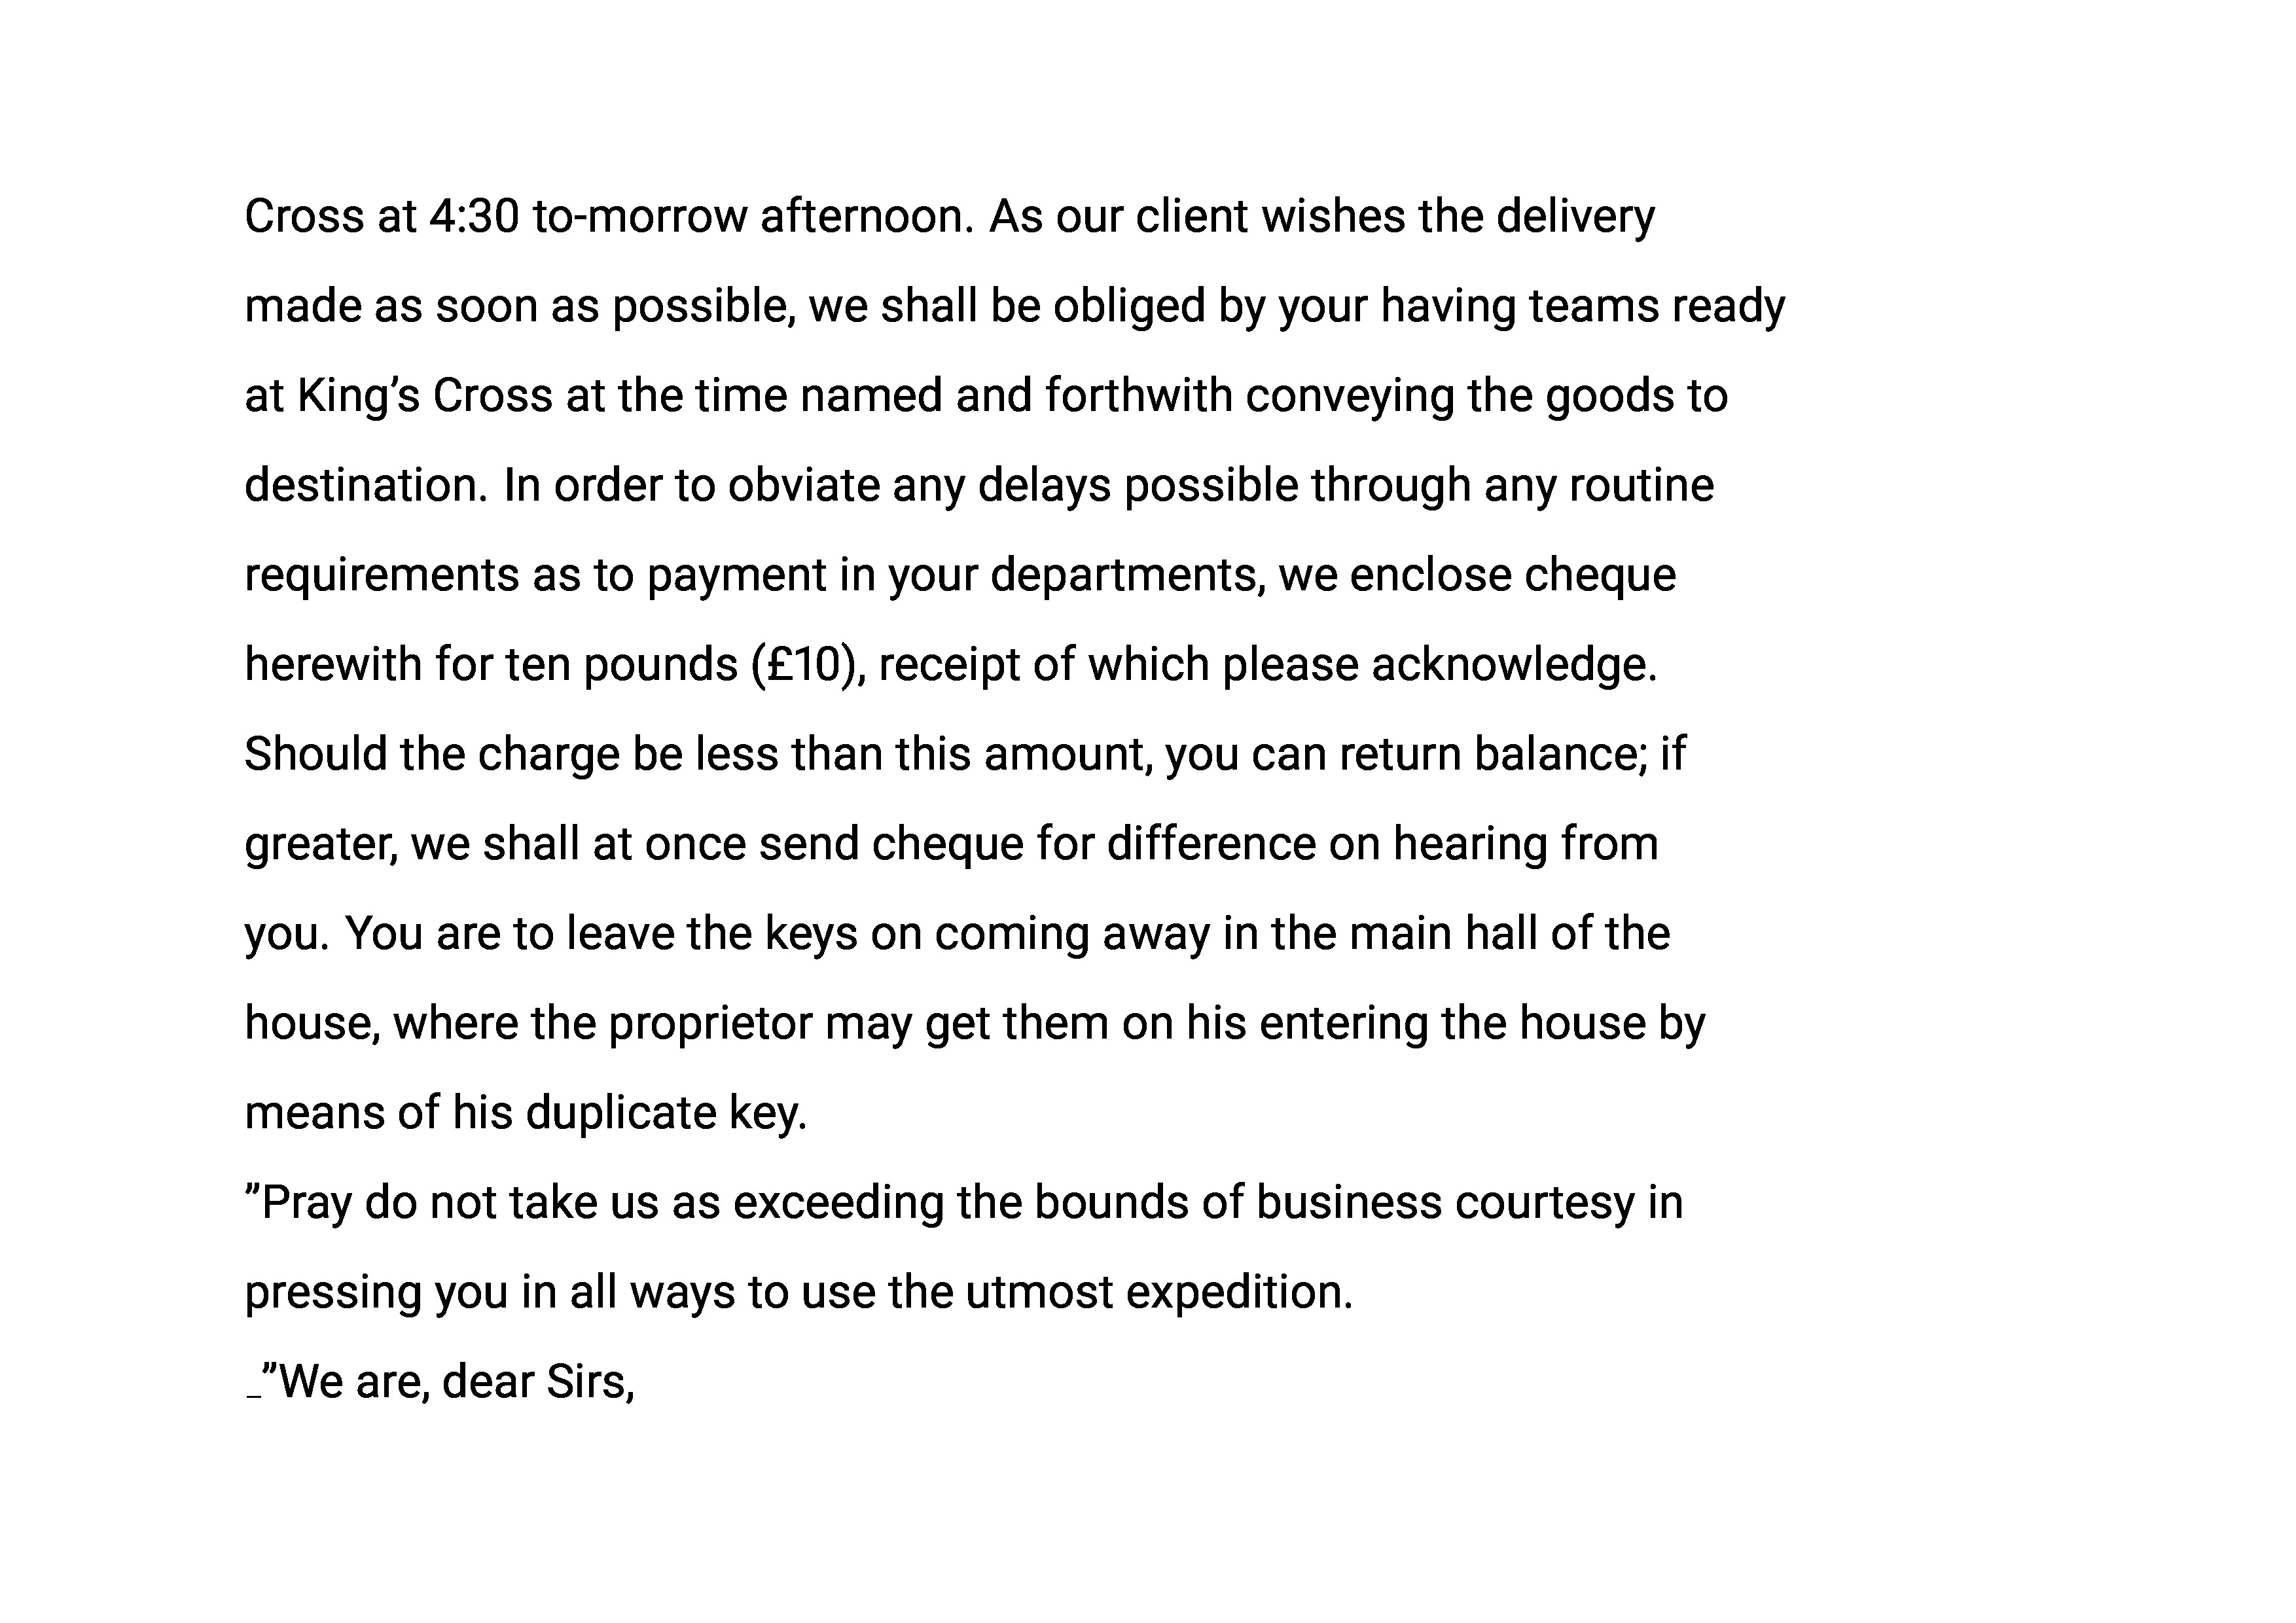 Cross at 4:30 to-morrow afternoon. As our client wishes the delivery
made as soon as possible, we shall be obliged by your having teams ready
at King’s Cross at the time named and forthwith conveying the goods to
destination. In order to obviate any delays possible through any routine
requirements as to payment in your departments, we enclose cheque
herewith for ten pounds (£10), receipt of which please acknowledge.
Should the charge be less than this amount, you can return balance; if
greater, we shall at once send cheque for difference on hearing from
you. You are to leave the keys on coming away in the main hall of the
house, where the proprietor may get them on his entering the house by
means of his duplicate key.
”Pray do not take us as exceeding the bounds of business courtesy in
pressing you in all ways to use the utmost expedition.
_”We are, dear Sirs,